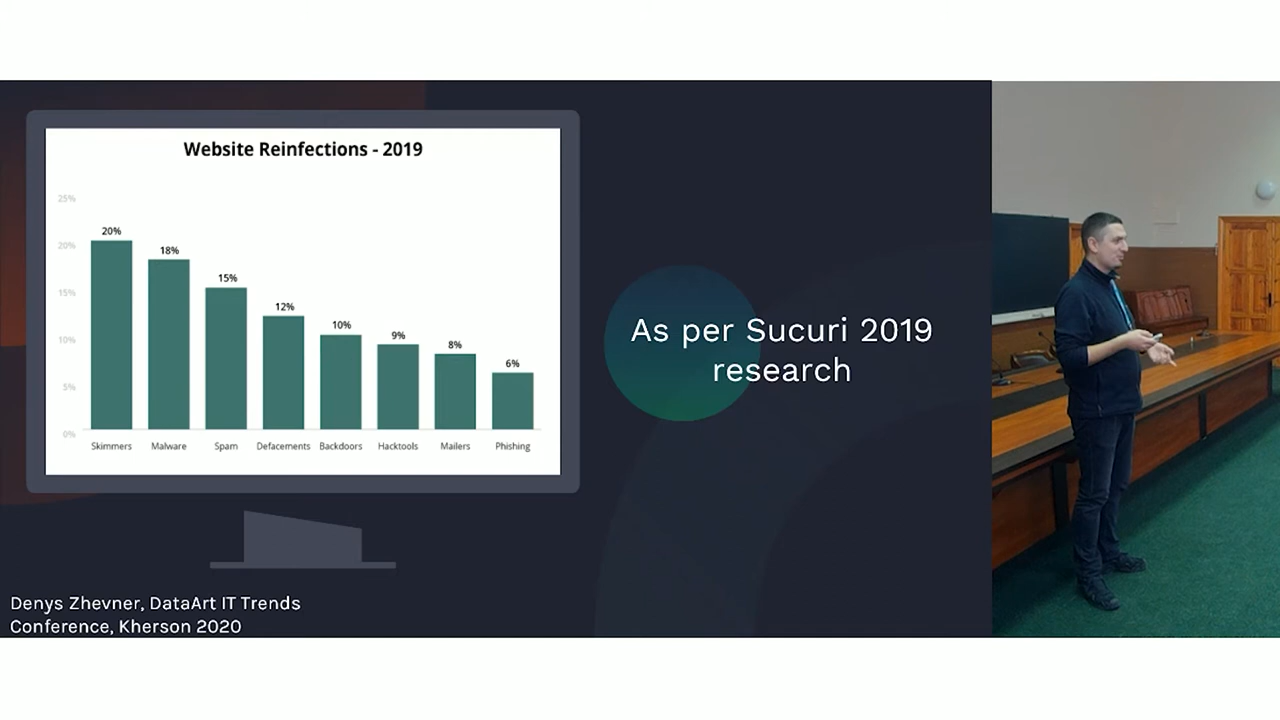 Website Reinfections - 2019
25%
20%
15%
10%
5%
0%
20%
18%
15%
12%
10%
9%
8%
6%
Skimmers
Malware
Spam
Defacements
Backdoors
Hacktools
Mailers
Phishing
As per Sucuri 2019
research
Denys Zhevner, DataArt IT Trends
Conference, Kherson 2020